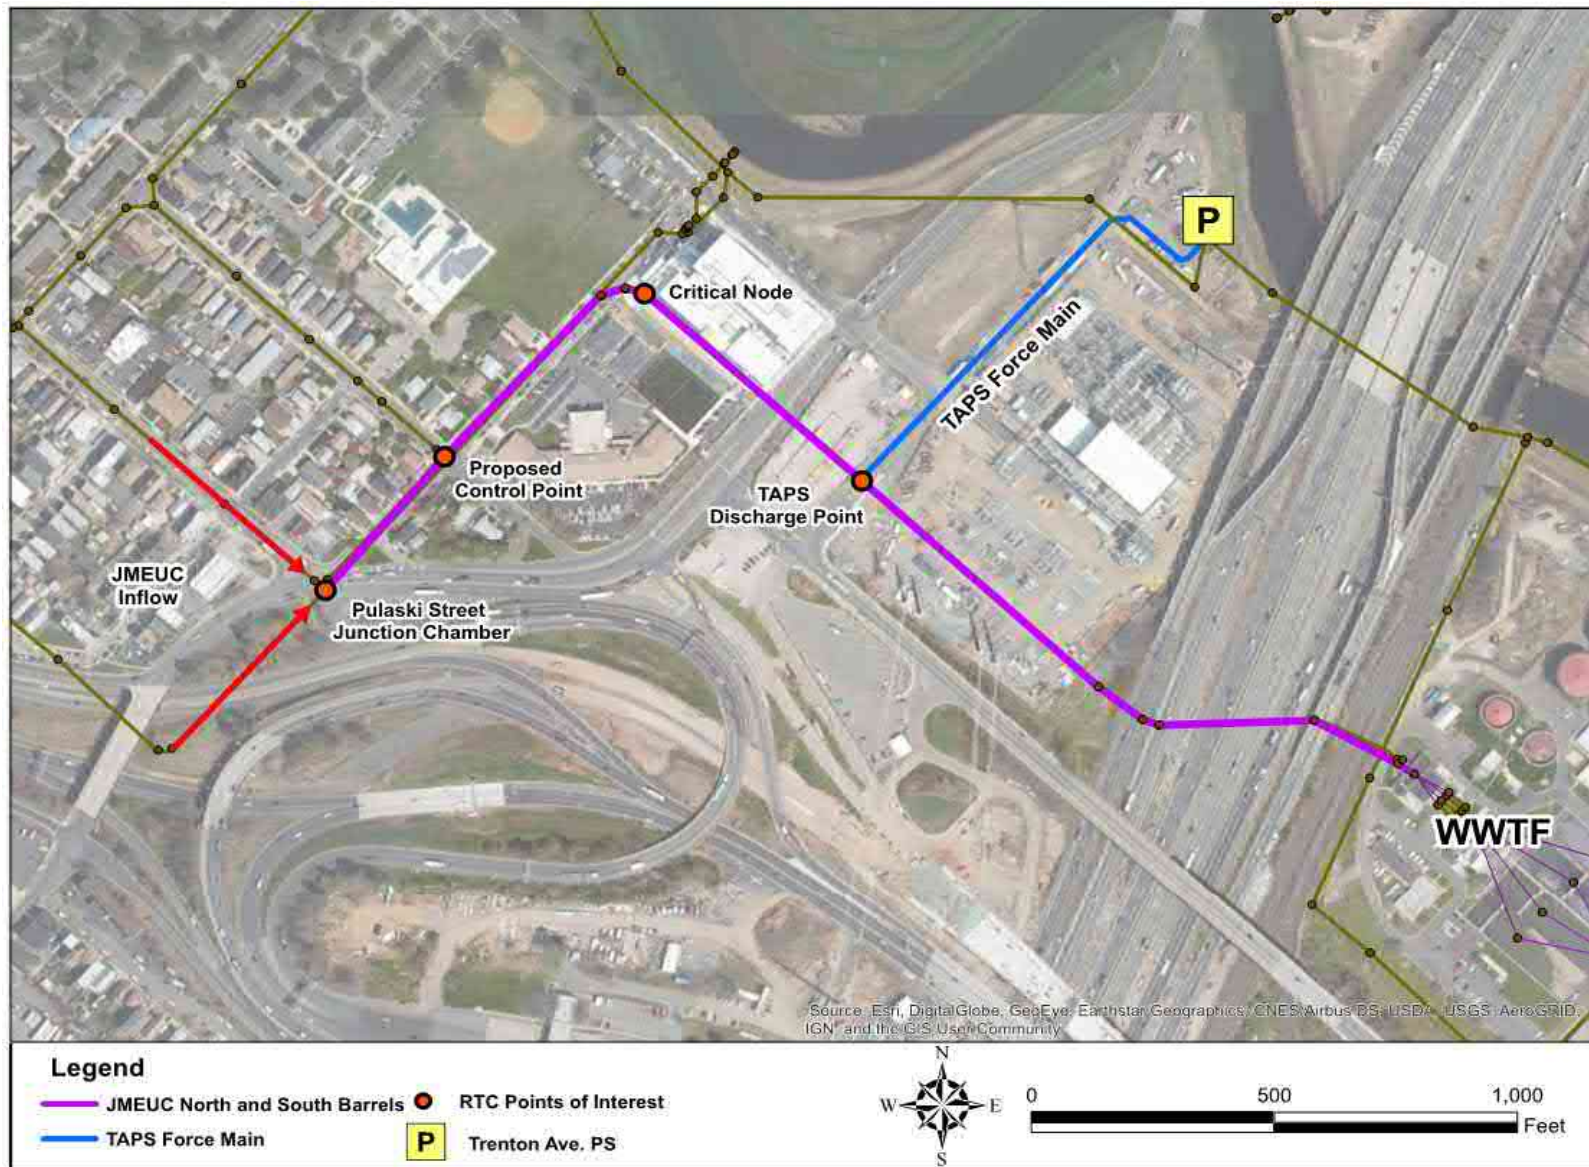 P
Critical Node
TAPS Force Main
Proposed
Control Point
TAPS
Discharge Point
JMEUC
Inflow
Pulaski Street
Junction Chamber
WWTF
Source: Esri, DigitalGlobe, GeoEye, Earthstar Geographics, CNES/Airbus DS, USDA, USGS, AeroGRID,
IGN, and the GIS User Community
Legend
JMEUC North and South Barrels
RTC Points of Interest
TAPS Force Main
P
Trenton Ave. PS
N
W
E
S
0
500
1,000
Feet